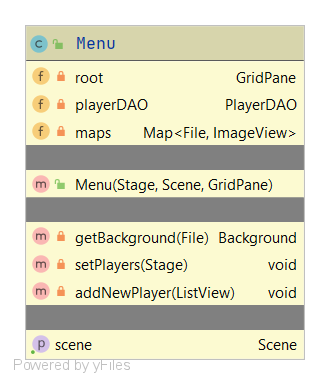 C Menu
f root GridPane
f playerDAO PlayerDAO
f maps Map<File, ImageView>
m Menu(Stage, Scene, GridPane)
m getBackground(File) Background
m setPlayers(Stage) void
m addNewPlayer(ListView) void
p scene Scene
Powered by yFiles